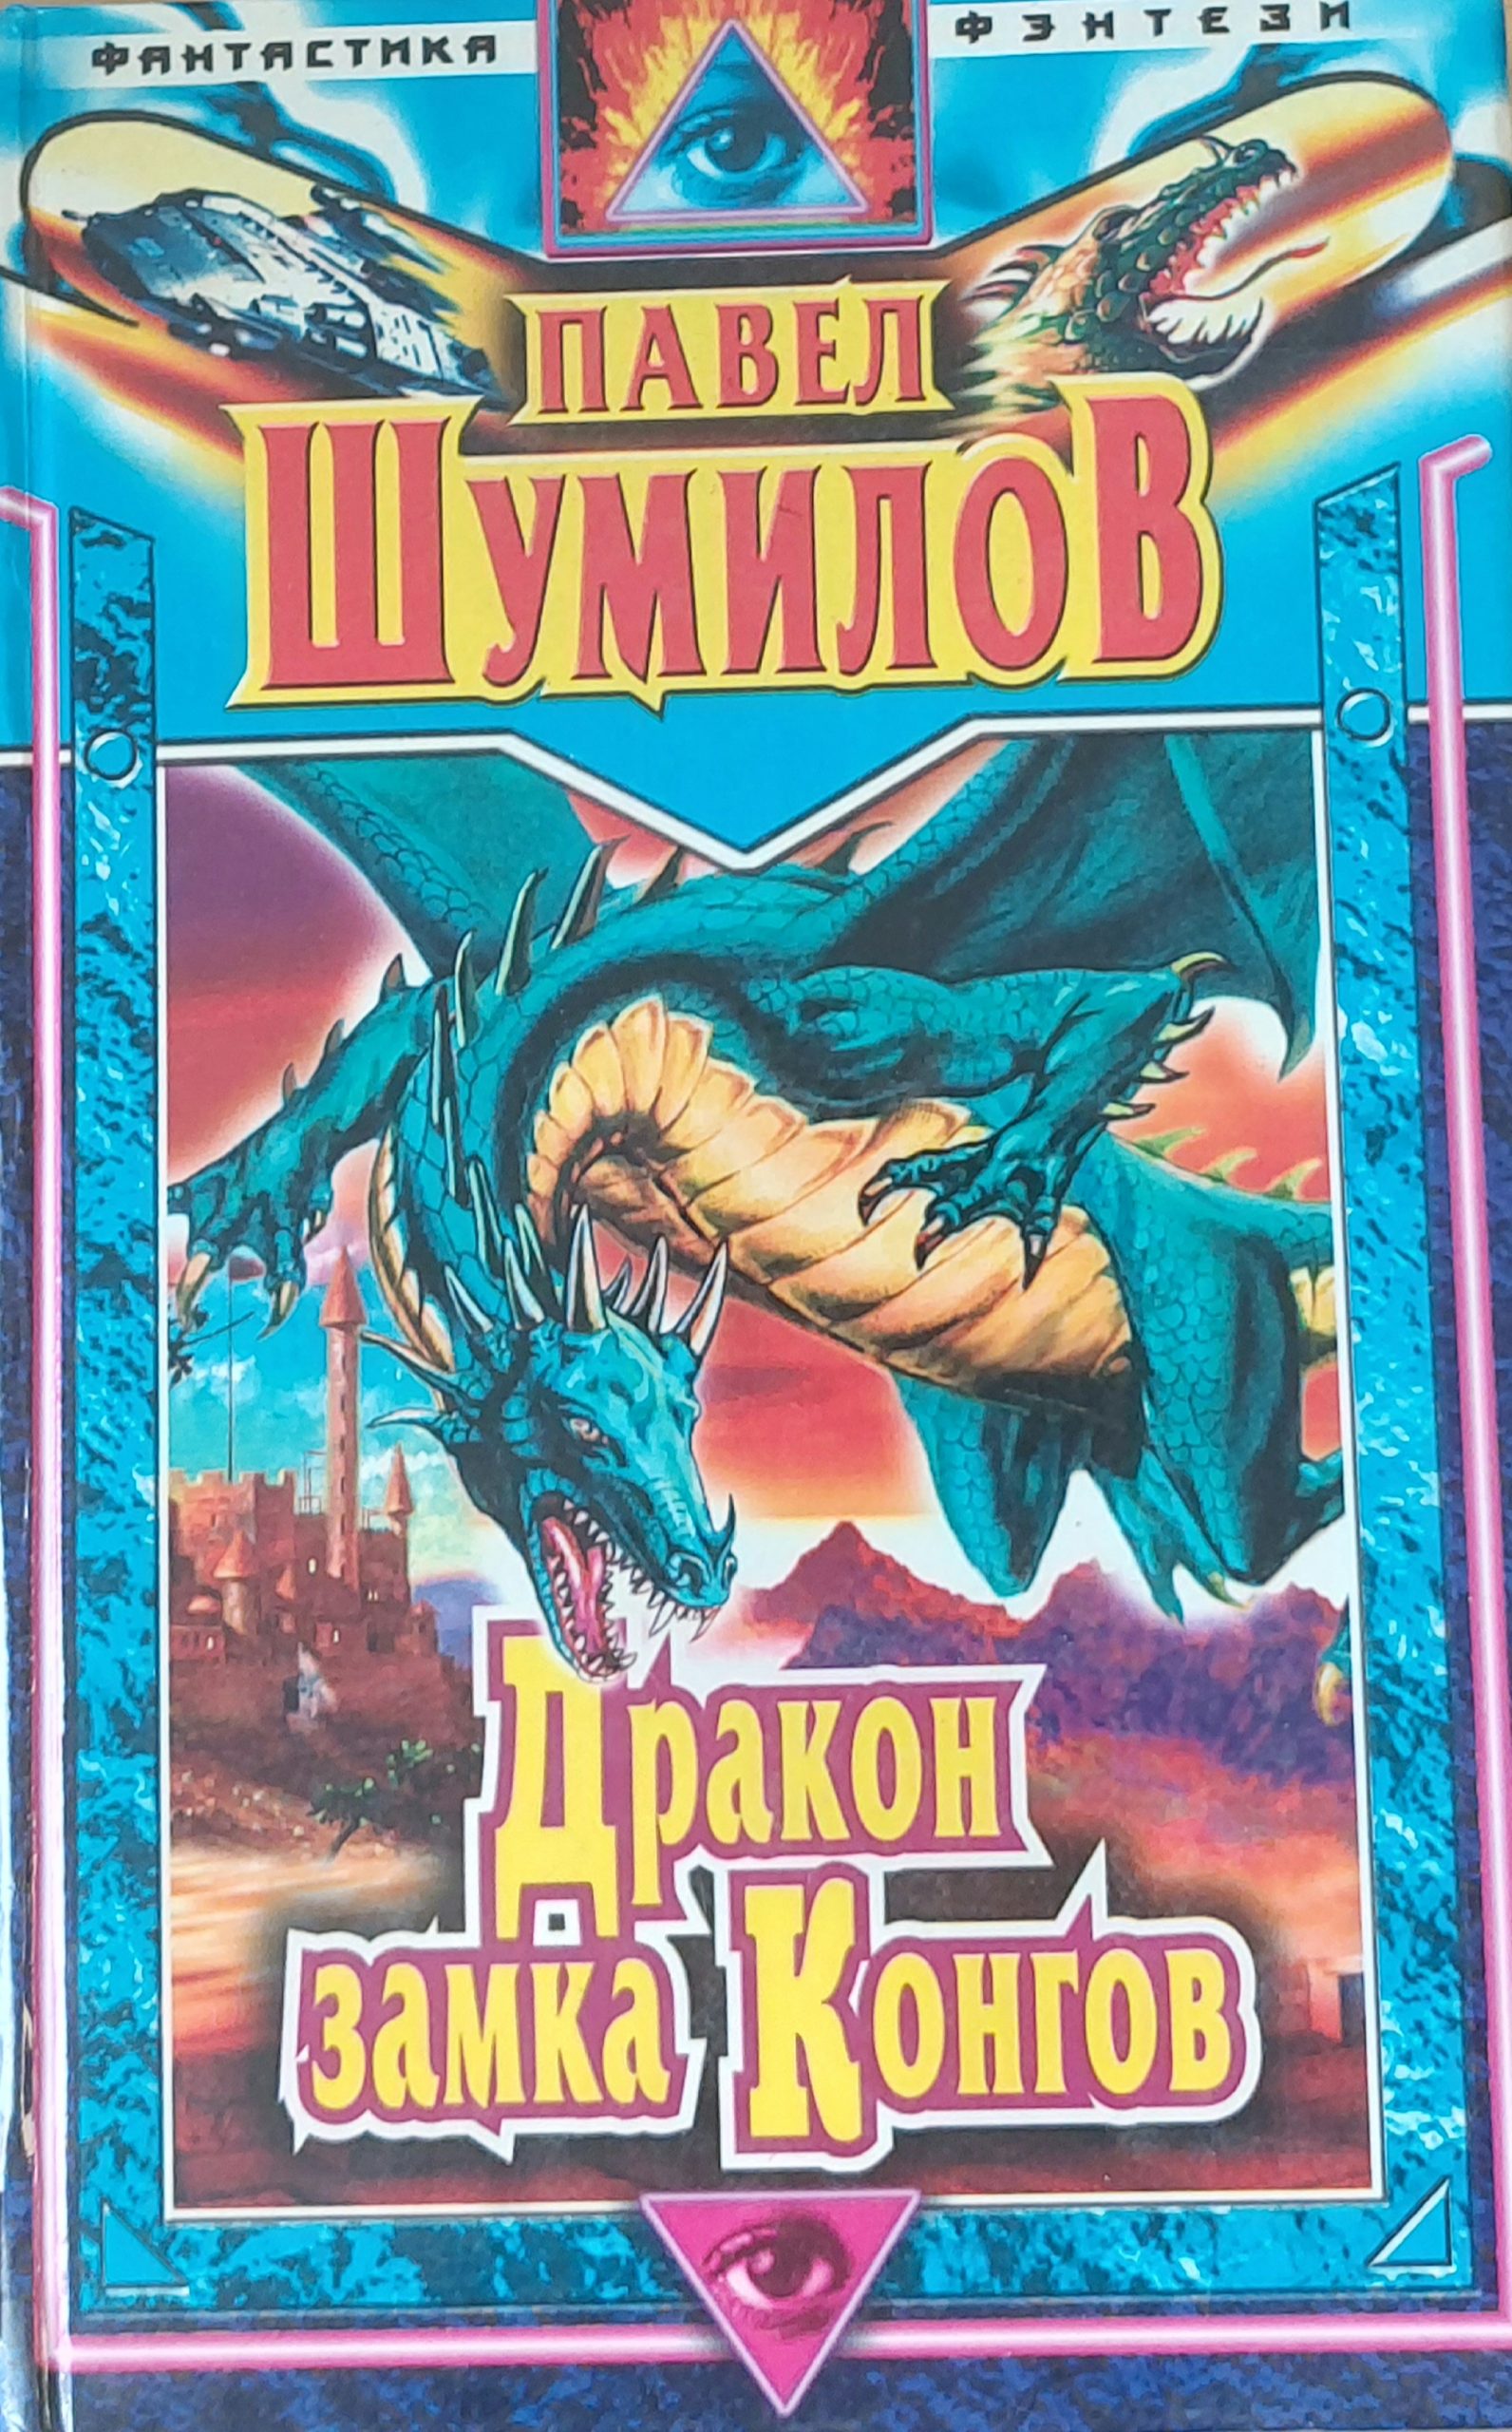 ФАНТАСТИКА ФЭНТЕЗИ
ПАВЕЛ
ШУМИЛОВ
Дракон
замка Конгов